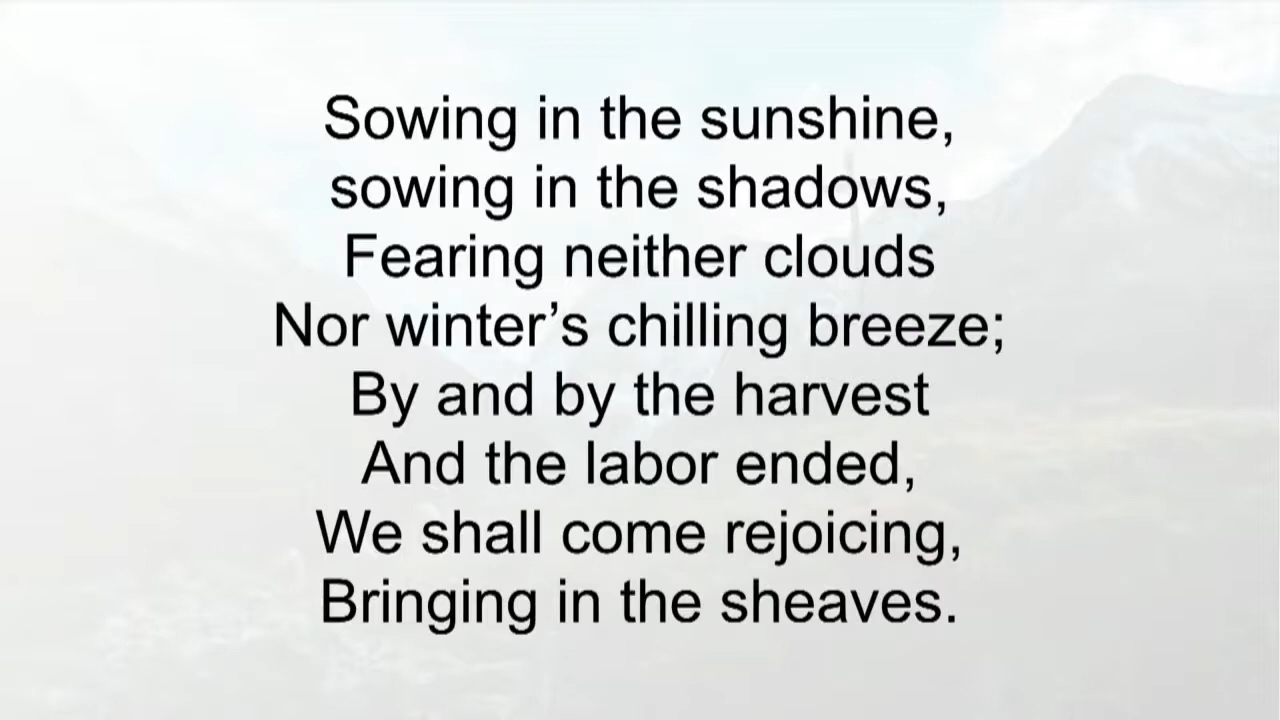 Sowing in the sunshine,
sowing in the shadows,
Fearing neither clouds
Nor winter’s chilling breeze;
By and by the harvest
And the labor ended,
We shall come rejoicing,
Bringing in the sheaves.